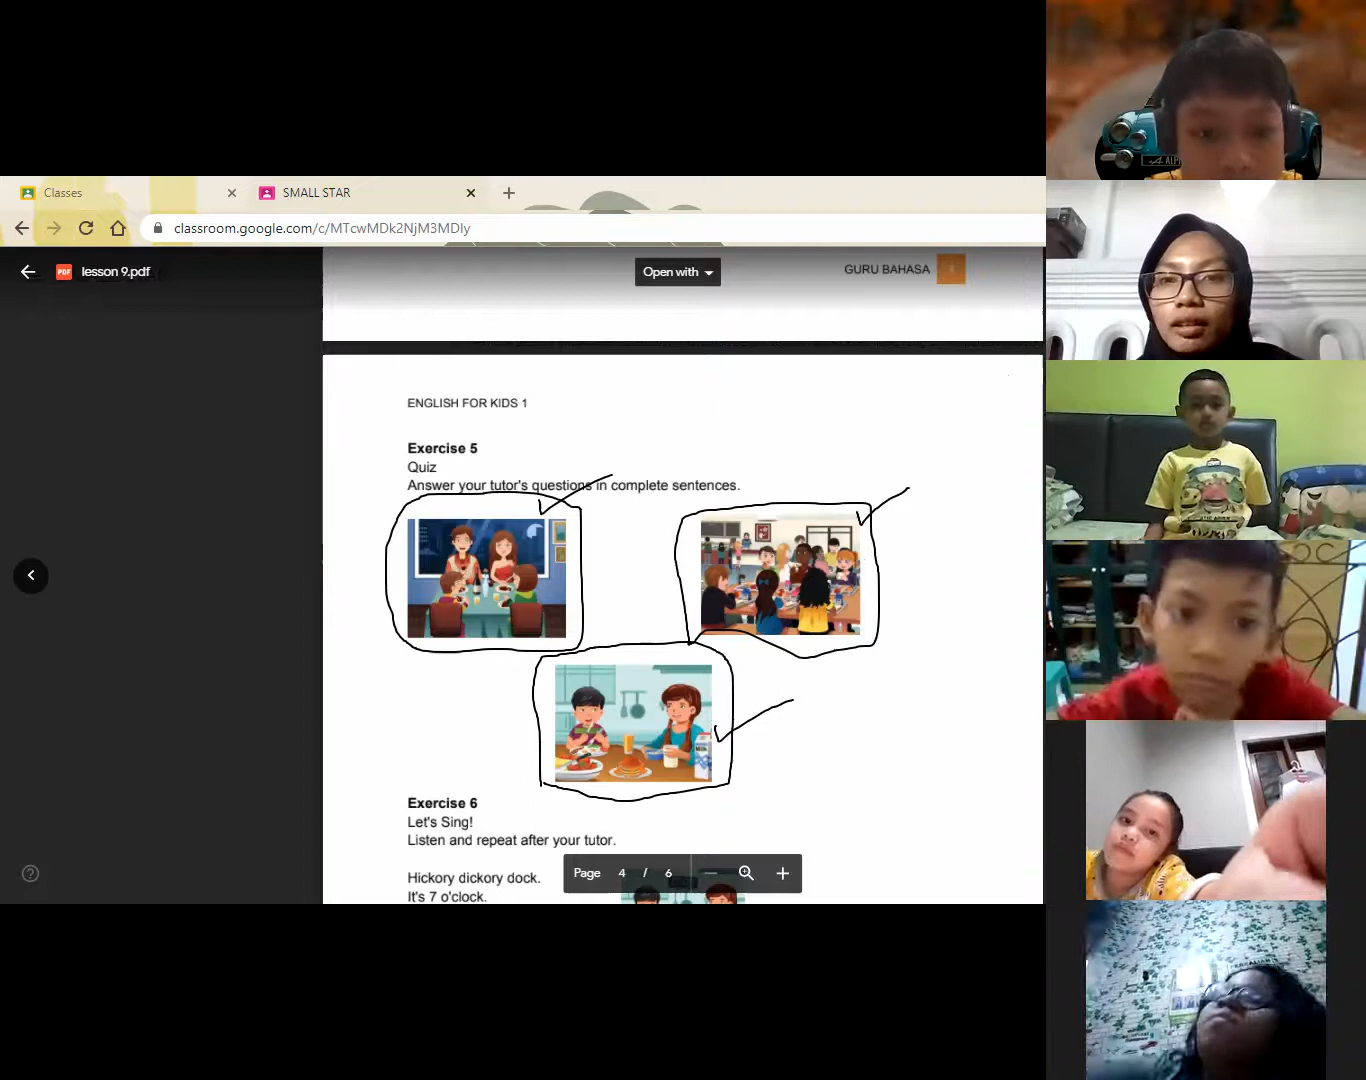 Classes
SMALL STAR
classroom.google.com/c/MTcwMDk2NjM3MDIy
PDF lesson 9.pdf
Open with
GURU BAHASA
ENGLISH FOR KIDS 1
Exercise 5
Quiz
Answer your tutor's questions in complete sentences.
Exercise 6
Let's Sing!
Listen and repeat after your tutor.
Hickory dickory dock.
It's 7 o'clock.
Page 4 / 6